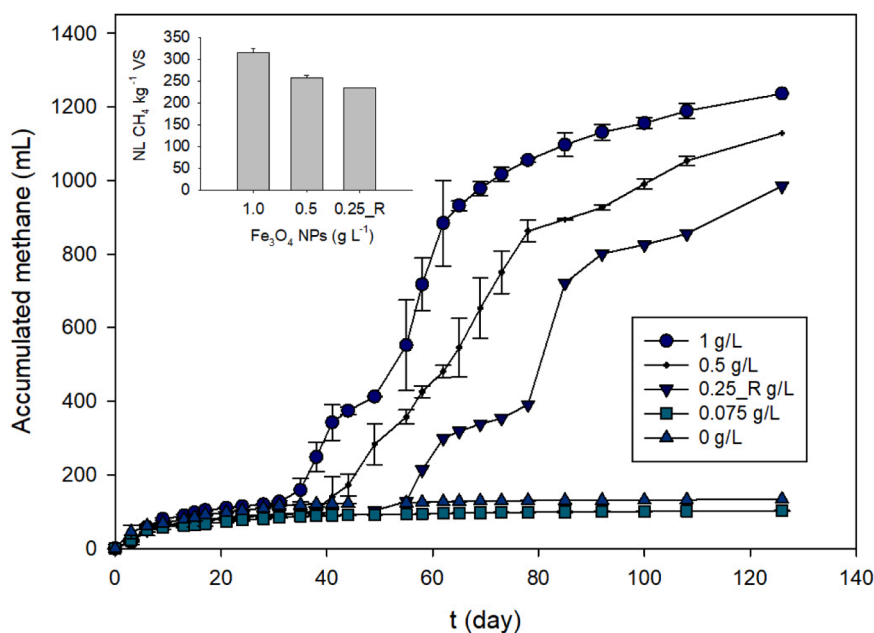 1400
1200
1000
800
600
400
200
0
Accumulated methane (mL)
350
300
250
200
150
100
50
0
NL CH₄ kg⁻¹ VS
1.0 0.5 0.25_R
Fe₃O₄ NPs (g L⁻¹)
1 g/L
0.5 g/L
0.25_R g/L
0.075 g/L
0 g/L
0 20 40 60 80 100 120 140
t (day)